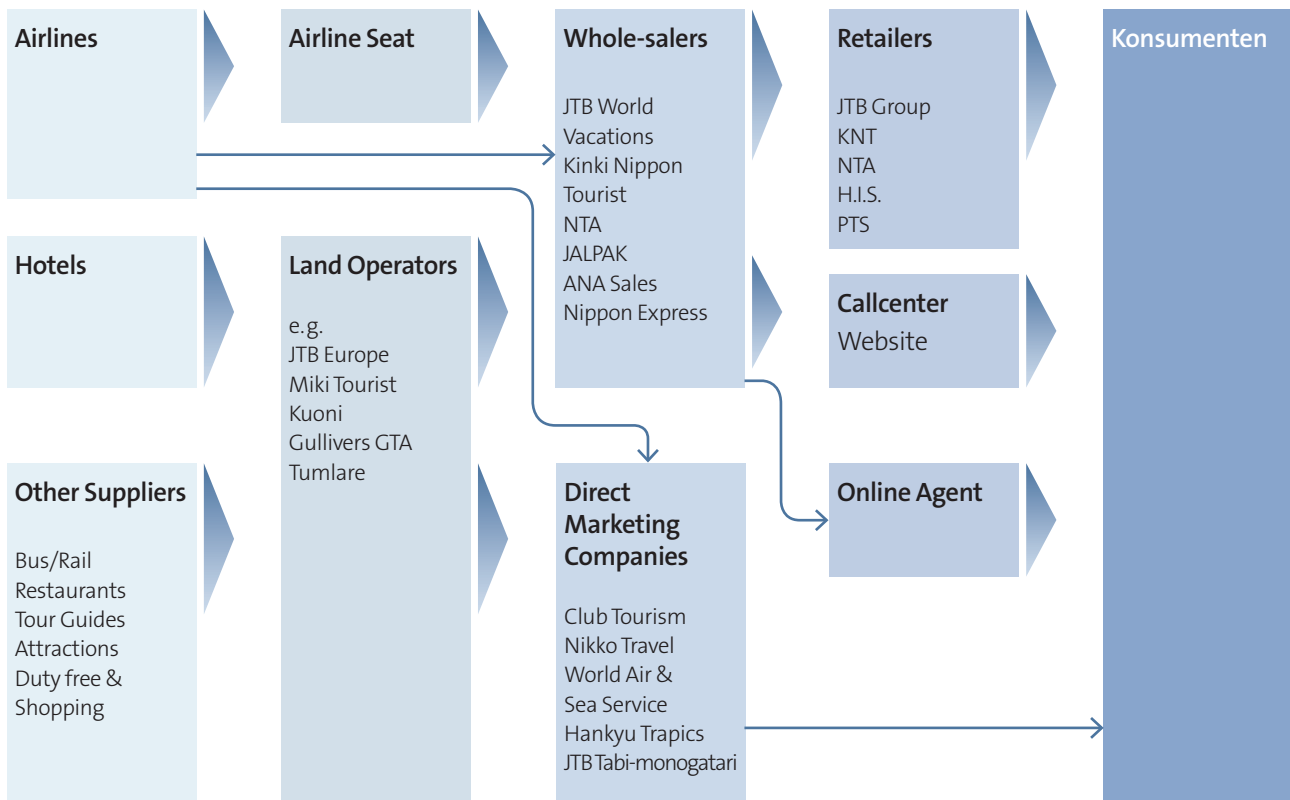 Airlines
Airline Seat
Whole-salers
JTB World
Vacations
Kinki Nippon
Tourist
NTA
JALPAK
ANA Sales
Nippon Express
Retailers
JTB Group
KNT
NTA
H.I.S.
PTS
Konsumenten
Hotels
Land Operators
e.g.
JTB Europe
Miki Tourist
Kuoni
Gullivers GTA
Tumlare
Callcenter
Website
Other Suppliers
Bus/Rail
Restaurants
Tour Guides
Attractions
Duty free &
Shopping
Direct
Marketing
Companies
Club Tourism
Nikko Travel
World Air &
Sea Service
Hankyu Trapics
JTB Tabi-monogatari
Online Agent